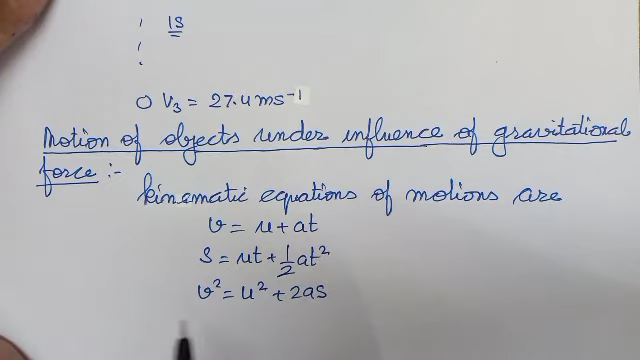 1s
O V₃ = 27.4 ms⁻¹
Motion of objects under influence of gravitational
force :-
kinamatic equations of motions are
v = u + at
s = ut + 1/2 at²
v² = u² + 2as